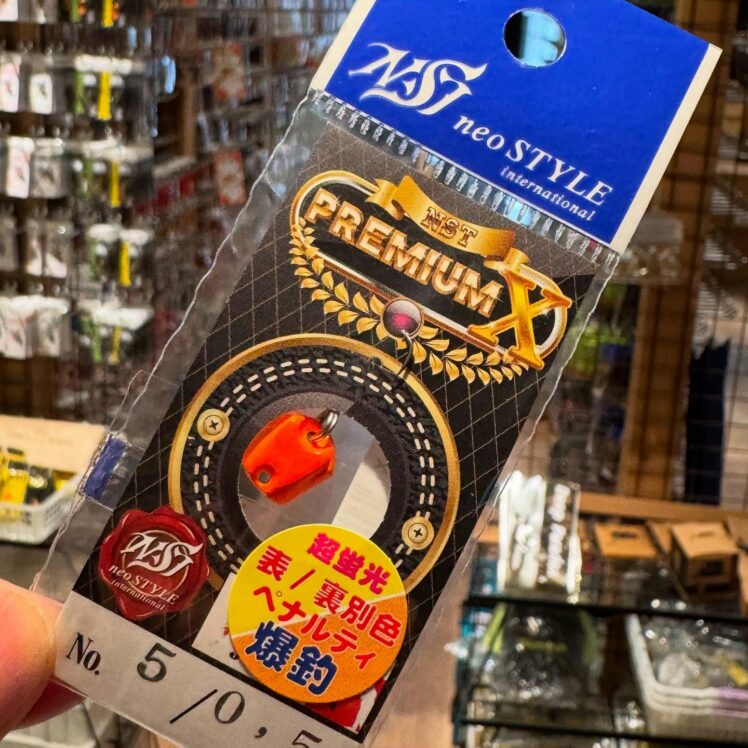 NST
neo STYLE
international
NST
PREMIUM X
NST
neo STYLE
international
超蛍光
表/裏別色
ペナルティ
爆釣
No. 5 / 0,5